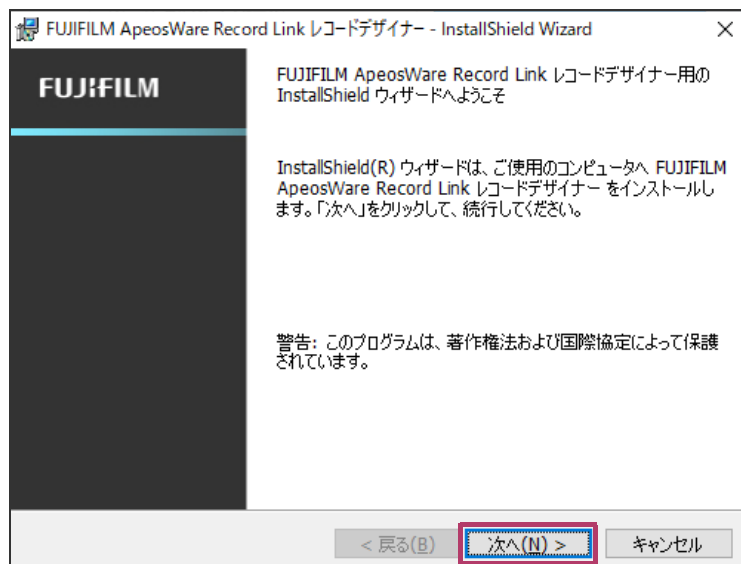 FUJIFILM ApeosWare Record Link レコードデザイナー - InstallShield Wizard
FUJIFILM
FUJIFILM ApeosWare Record Link レコードデザイナー用の
InstallShield ウィザードへようこそ
InstallShield(R) ウィザードは、ご使用のコンピュータへ FUJIFILM
ApeosWare Record Link レコードデザイナー をインストールし
ます。「次へ」をクリックして、続行してください。
警告: このプログラムは、著作権法および国際協定によって保護
されています。
< 戻る(B)
次へ(N) >
キャンセル